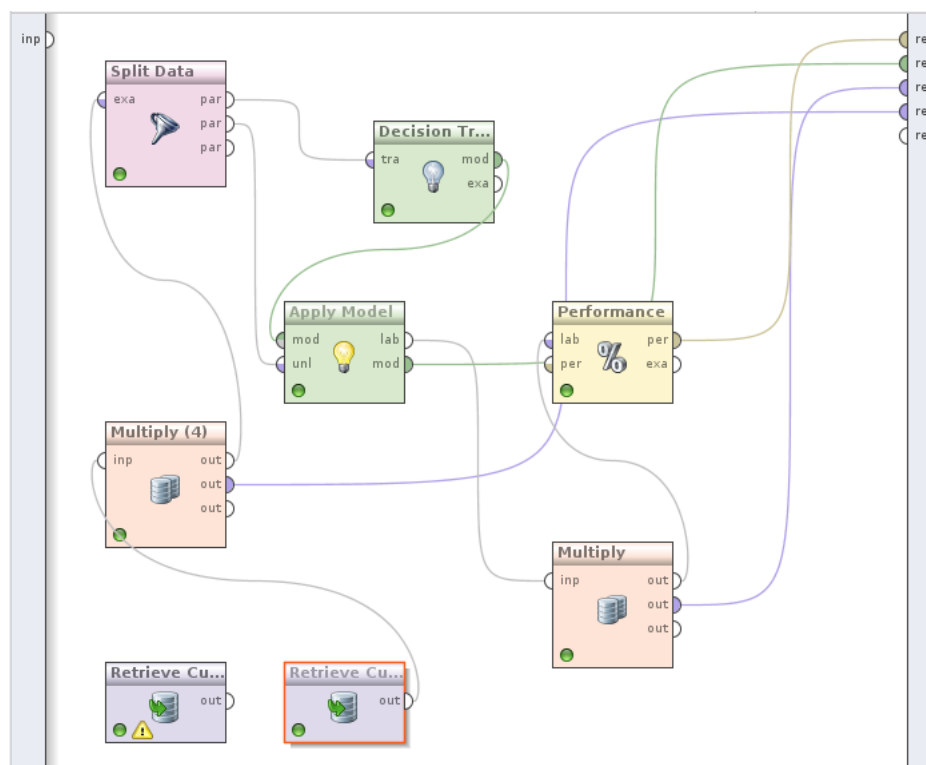 inp
re
re
re
re
re
Split Data
exa
par
par
par
Decision Tr...
tra
mod
exa
Apply Model
mod
lab
unl
mod
Performance
lab
per
per
exa
%
Multiply (4)
inp
out
out
out
Multiply
inp
out
out
out
Retrieve Cu...
out
Retrieve Cu...
out